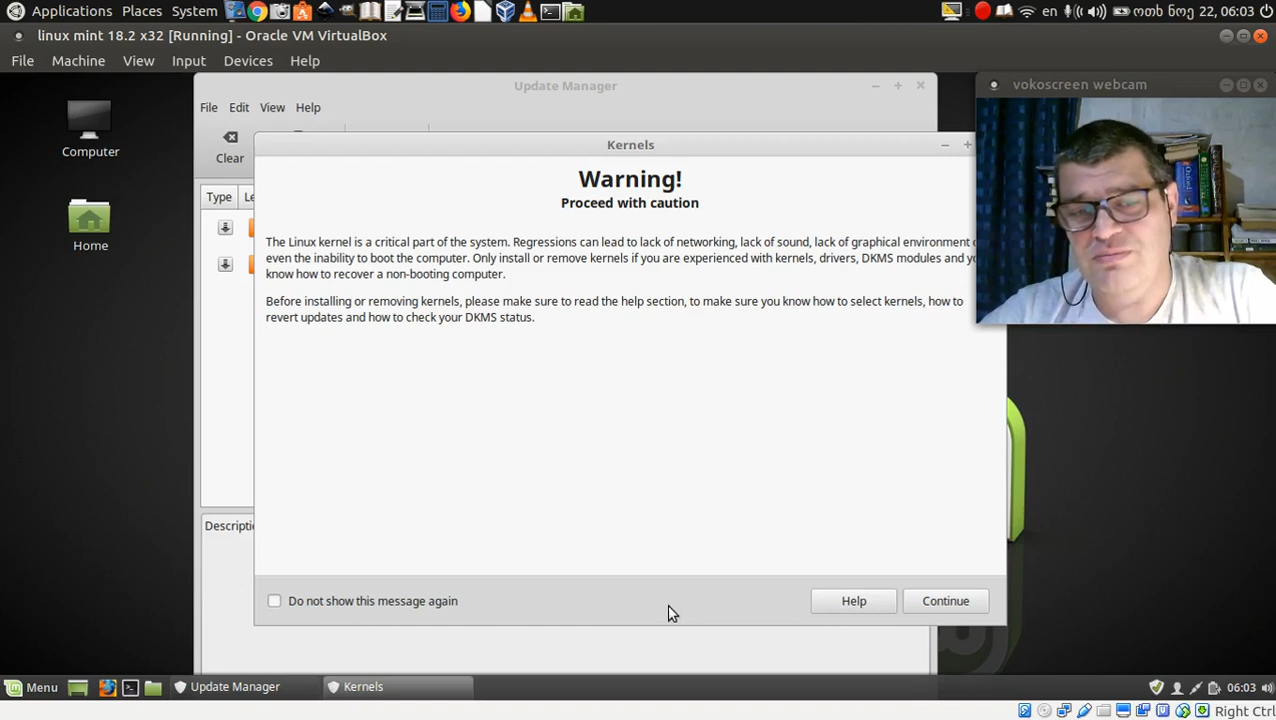 Applications Places System en ოთხ ნოე 22, 06:03
linux mint 18.2 x32 [Running] - Oracle VM VirtualBox
File Machine View Input Devices Help
Update Manager
vokoscreen webcam
File Edit View Help
Computer
Clear
Kernels
Type
Warning!
Proceed with caution
Home
The Linux kernel is a critical part of the system. Regressions can lead to lack of networking, lack of sound, lack of graphical environment
even the inability to boot the computer. Only install or remove kernels if you are experienced with kernels, drivers, DKMS modules and
know how to recover a non-booting computer.
Before installing or removing kernels, please make sure to read the help section, to make sure you know how to select kernels, how to
revert updates and how to check your DKMS status.
Descripti
Do not show this message again
Help
Continue
Menu Update Manager Kernels 06:03
Right Ctrl